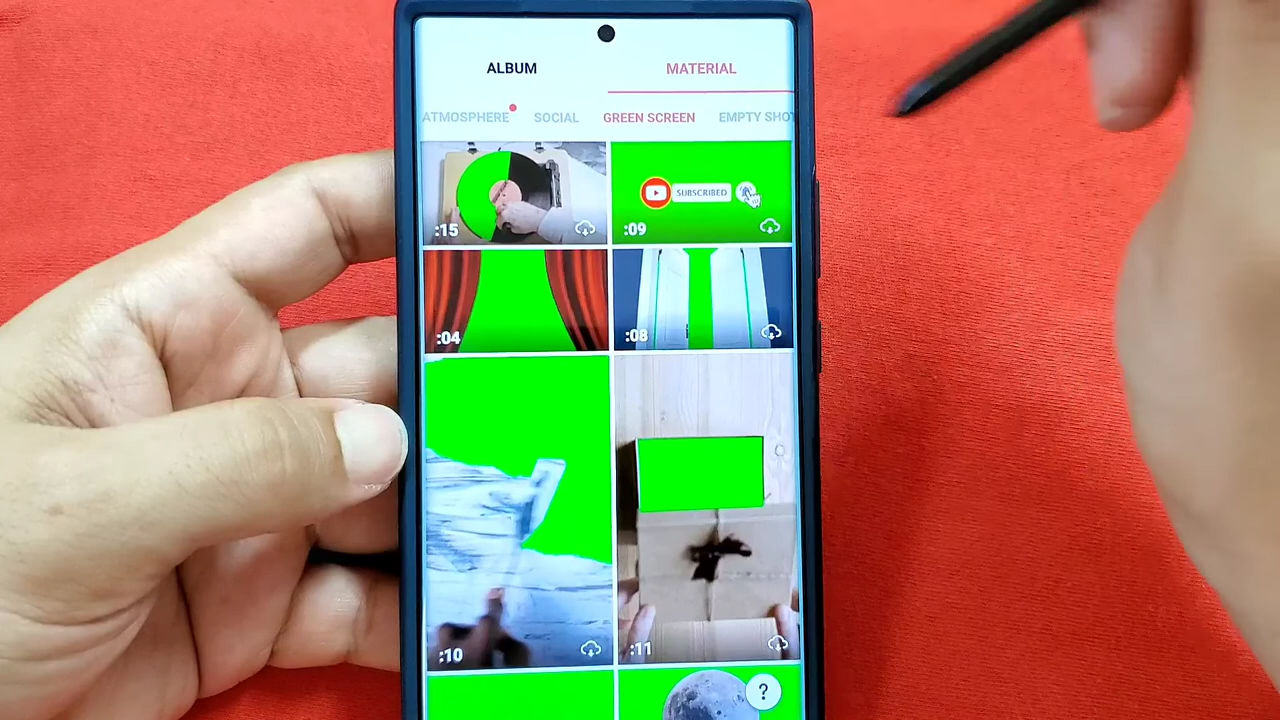 ALBUM MATERIAL
ATMOSPHERE SOCIAL GREEN SCREEN EMPTY SHOT
:15 SUBSCRIBED :09
:04 :08
:10 :11
?